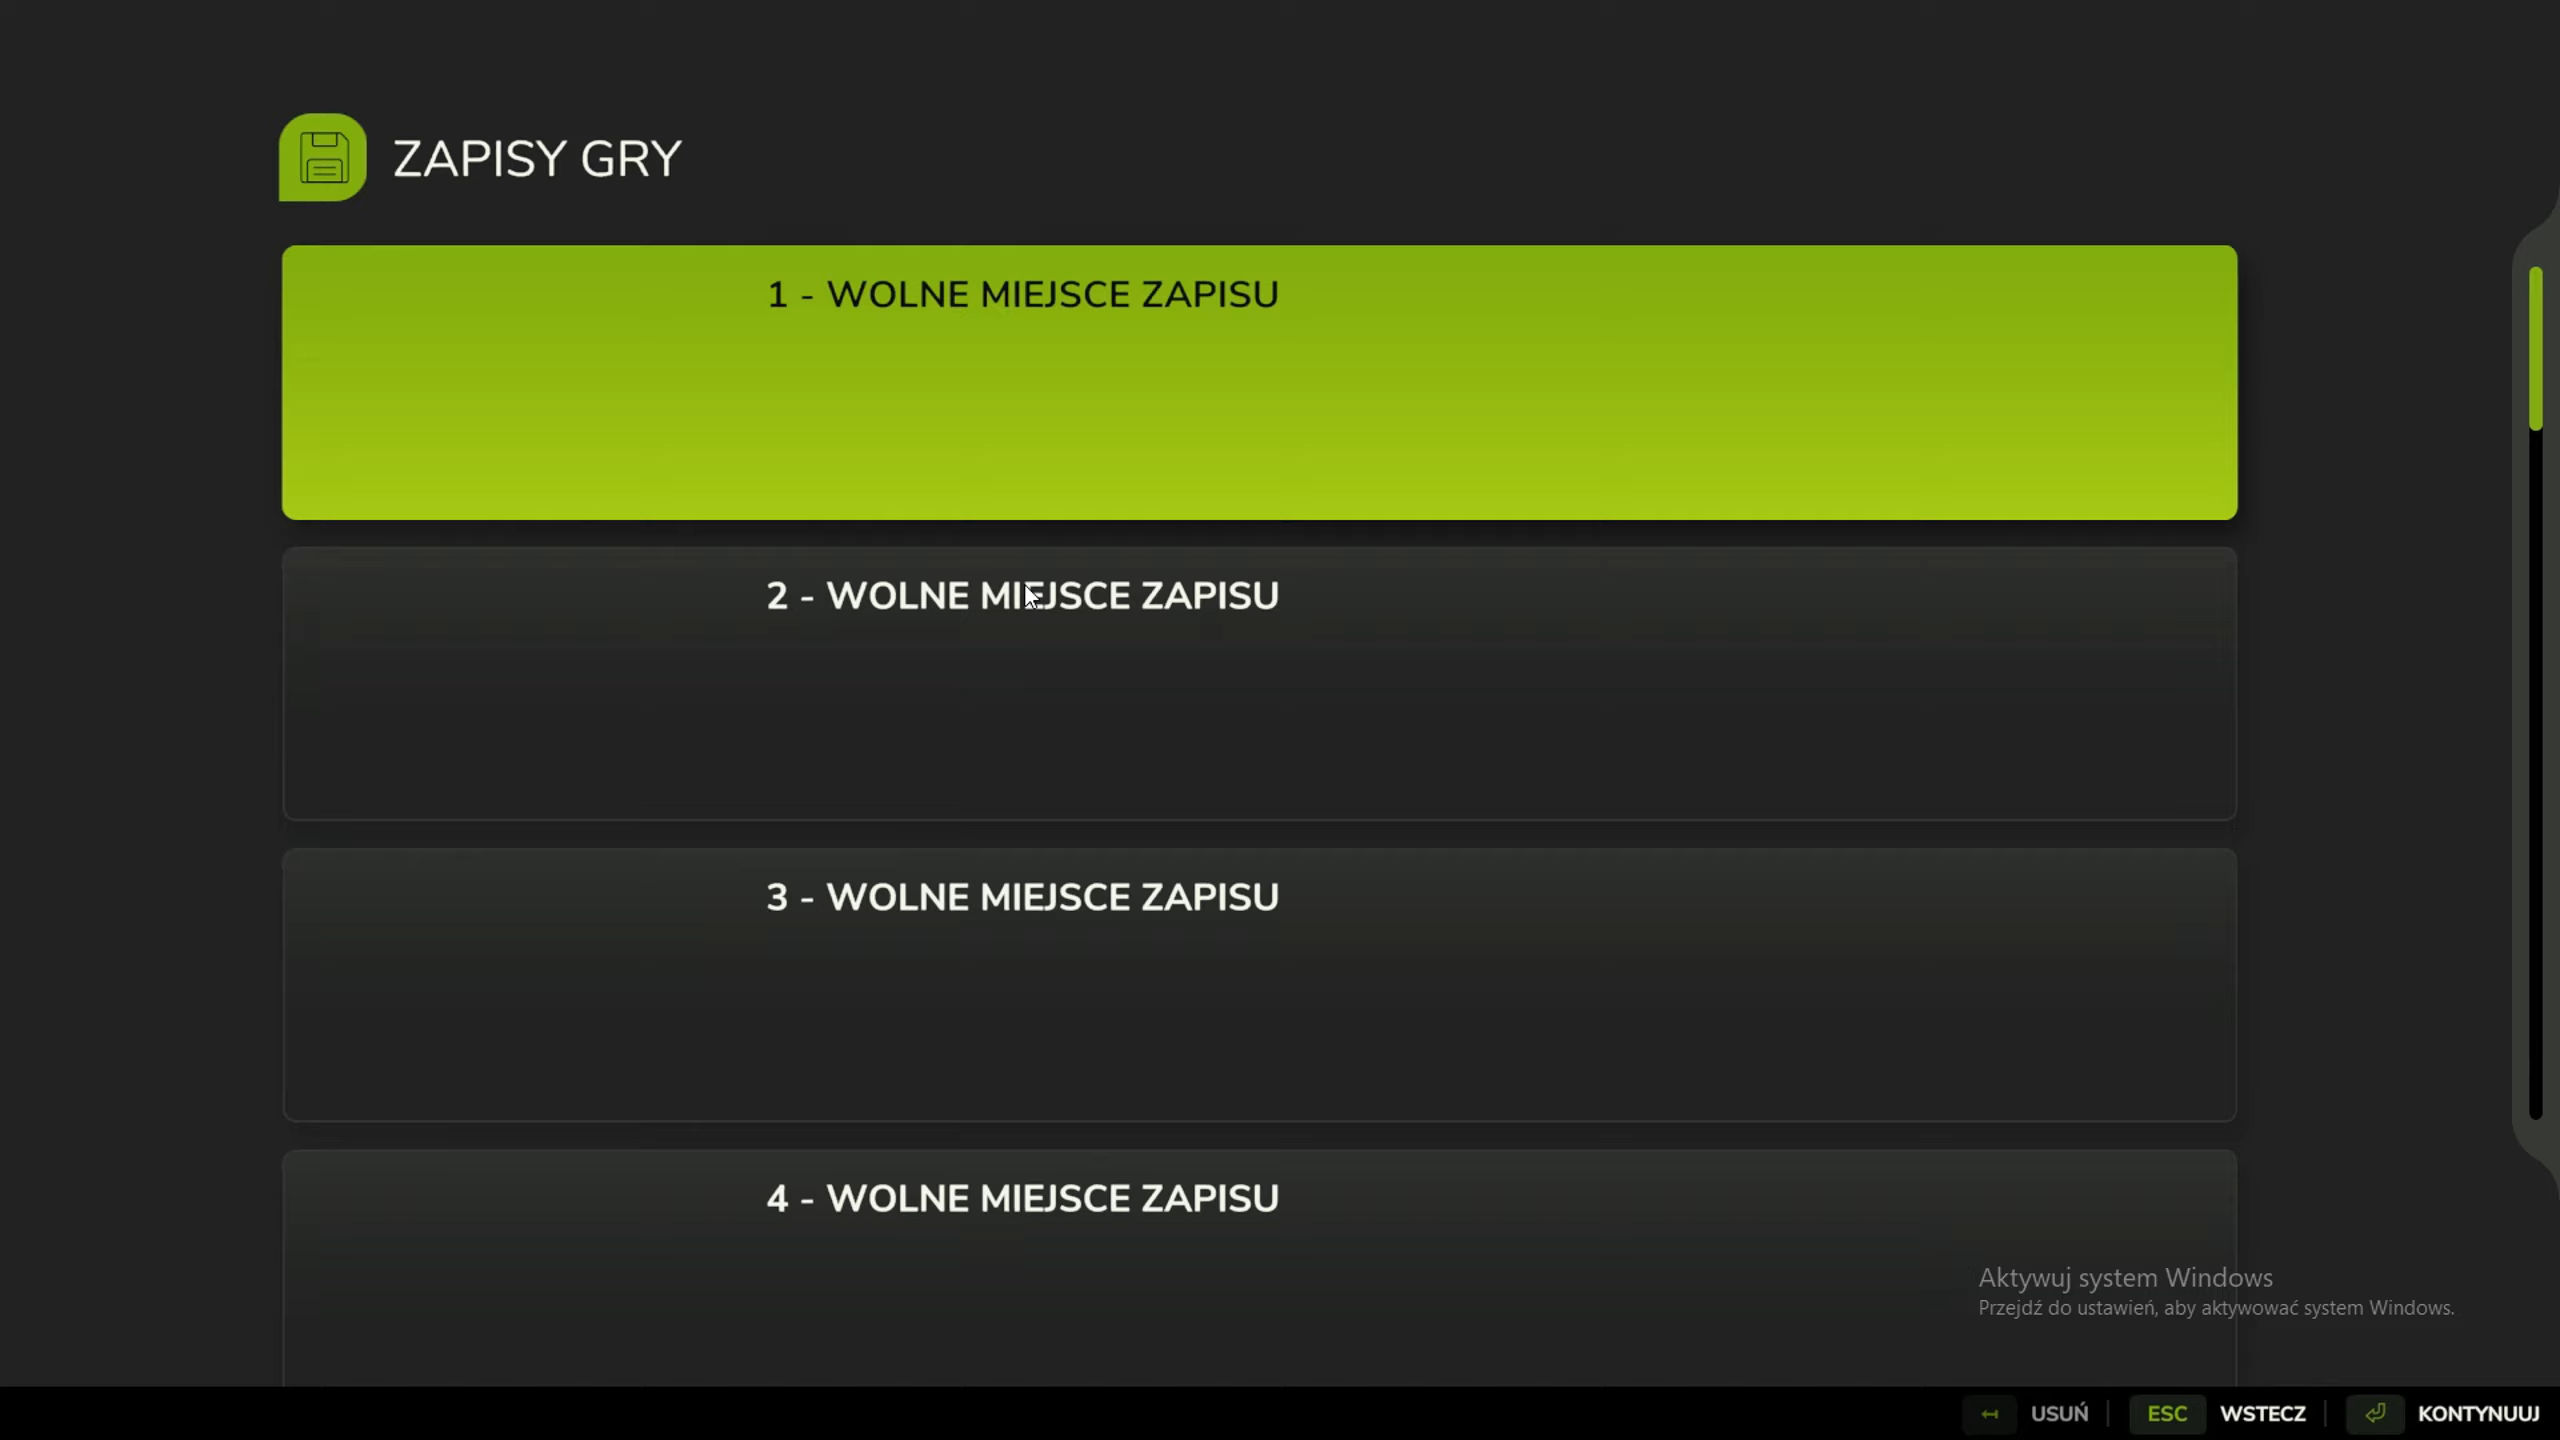 ZAPISY GRY
1 - WOLNE MIEJSCE ZAPISU
2 - WOLNE MIEJSCE ZAPISU
3 - WOLNE MIEJSCE ZAPISU
4 - WOLNE MIEJSCE ZAPISU
Aktywuj system Windows
Przejdź do ustawień, aby aktywować system Windows.
USUŃ ESC WSTECZ KONTYNUUJ